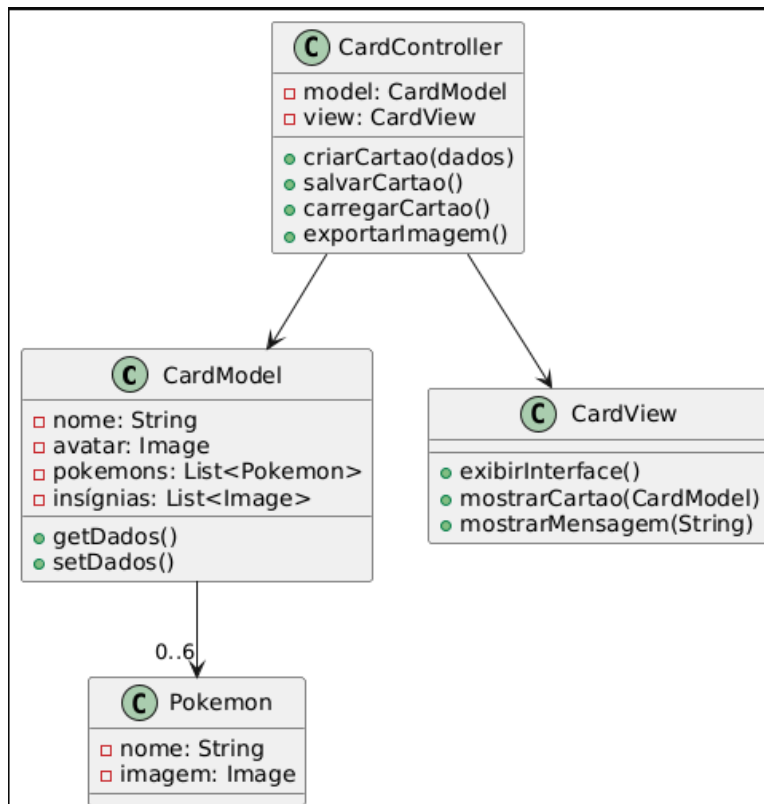 C CardController
model: CardModel
view: CardView
criarCartao(dados)
salvarCartao()
carregarCartao()
exportarImagem()
C CardModel
nome: String
avatar: Image
pokemons: List<Pokemon>
insígnias: List<Image>
getDados()
setDados()
C CardView
exibirInterface()
mostrarCartao(CardModel)
mostrarMensagem(String)
0..6
C Pokemon
nome: String
imagem: Image